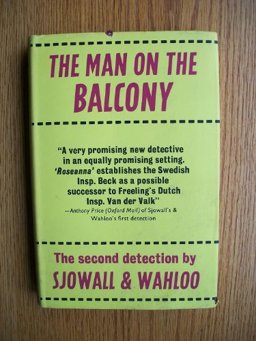 THE MAN ON THE
BALCONY
“A very promising new detective
in an equally promising setting.
‘Roseanna’ establishes the Swedish
Insp. Beck as a possible
successor to Freeling’s Dutch
Insp. Van der Valk”
—Anthony Price (Oxford Mail) of Sjowall’s &
Wahloo’s first detection
The second detection by
SJOWALL & WAHLOO